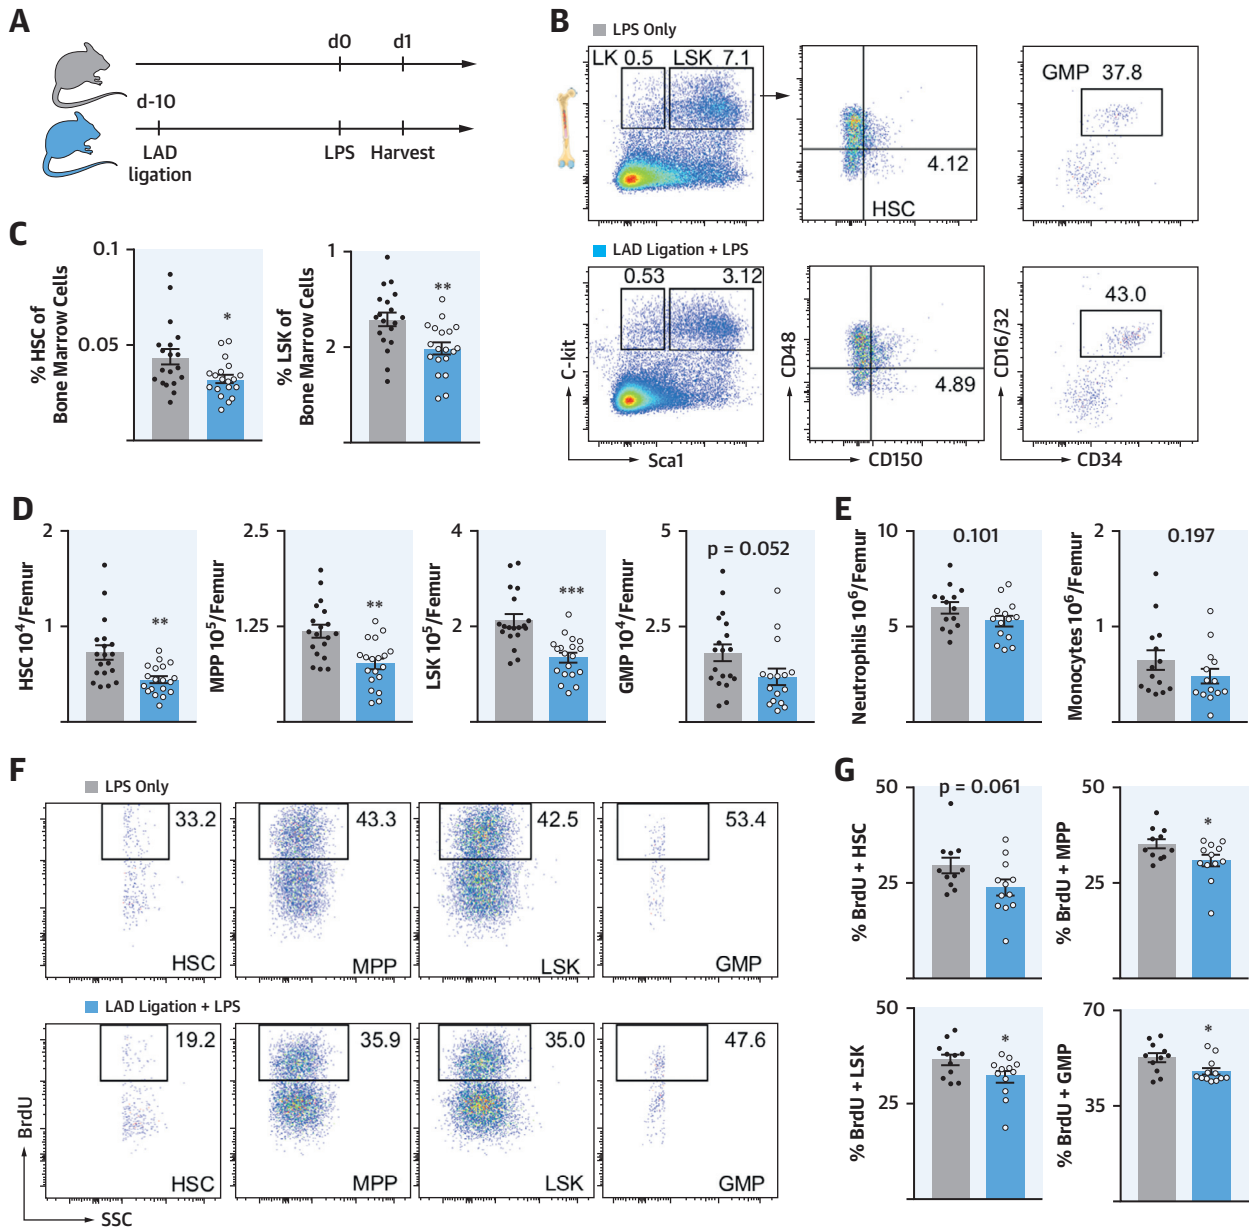 A
d0
d1
d-10
LAD
ligation
LPS
Harvest
B
LPS Only
LK 0.5
LSK 7.1
4.12
HSC
GMP 37.8
LAD Ligation + LPS
0.53
3.12
4.89
43.0
C-kit
Sca1
CD48
CD150
CD16/32
CD34
C
% HSC of
Bone Marrow Cells
0.1
0.05
*
% LSK of
Bone Marrow Cells
1
2
**
D
HSC 10⁴/Femur
2
1
**
MPP 10⁵/Femur
2.5
1.25
**
LSK 10⁵/Femur
4
2
***
GMP 10⁴/Femur
5
2.5
p = 0.052
E
Neutrophils 10⁶/Femur
10
5
0.101
Monocytes 10⁶/Femur
2
1
0.197
F
LPS Only
33.2
HSC
43.3
MPP
42.5
LSK
53.4
GMP
LAD Ligation + LPS
19.2
HSC
35.9
MPP
35.0
LSK
47.6
GMP
BrdU
SSC
G
% BrdU + HSC
50
25
p = 0.061
% BrdU + MPP
50
25
*
% BrdU + LSK
50
25
*
% BrdU + GMP
70
35
*